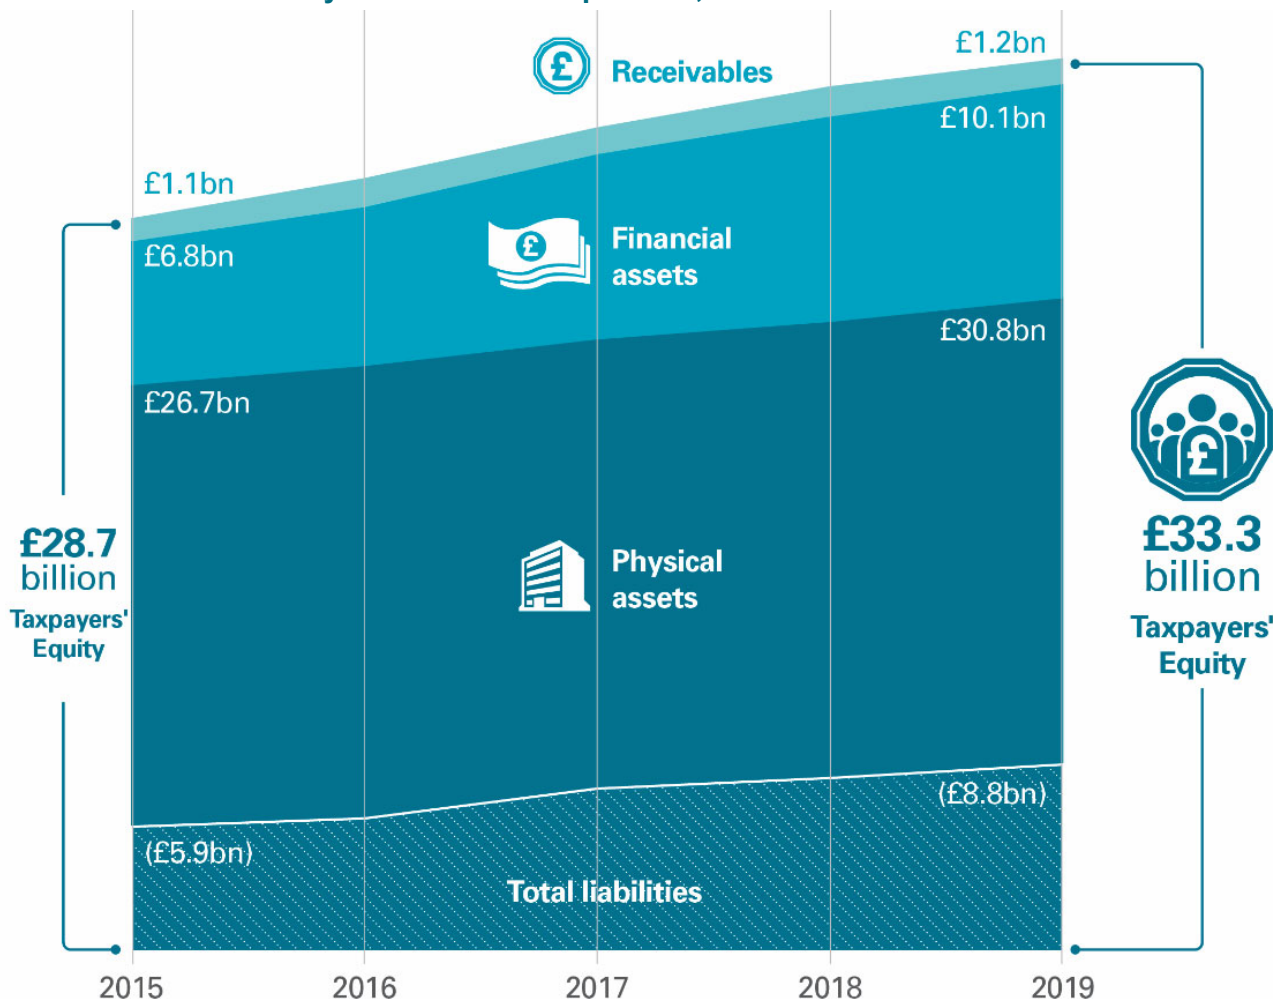 £1.2bn
Receivables
£10.1bn
£1.1bn
£6.8bn
Financial
assets
£30.8bn
£26.7bn
£28.7
billion
Taxpayers'
Equity
Physical
assets
£33.3
billion
Taxpayers'
Equity
(£8.8bn)
(£5.9bn)
Total liabilities
2015
2016
2017
2018
2019
£
£
£